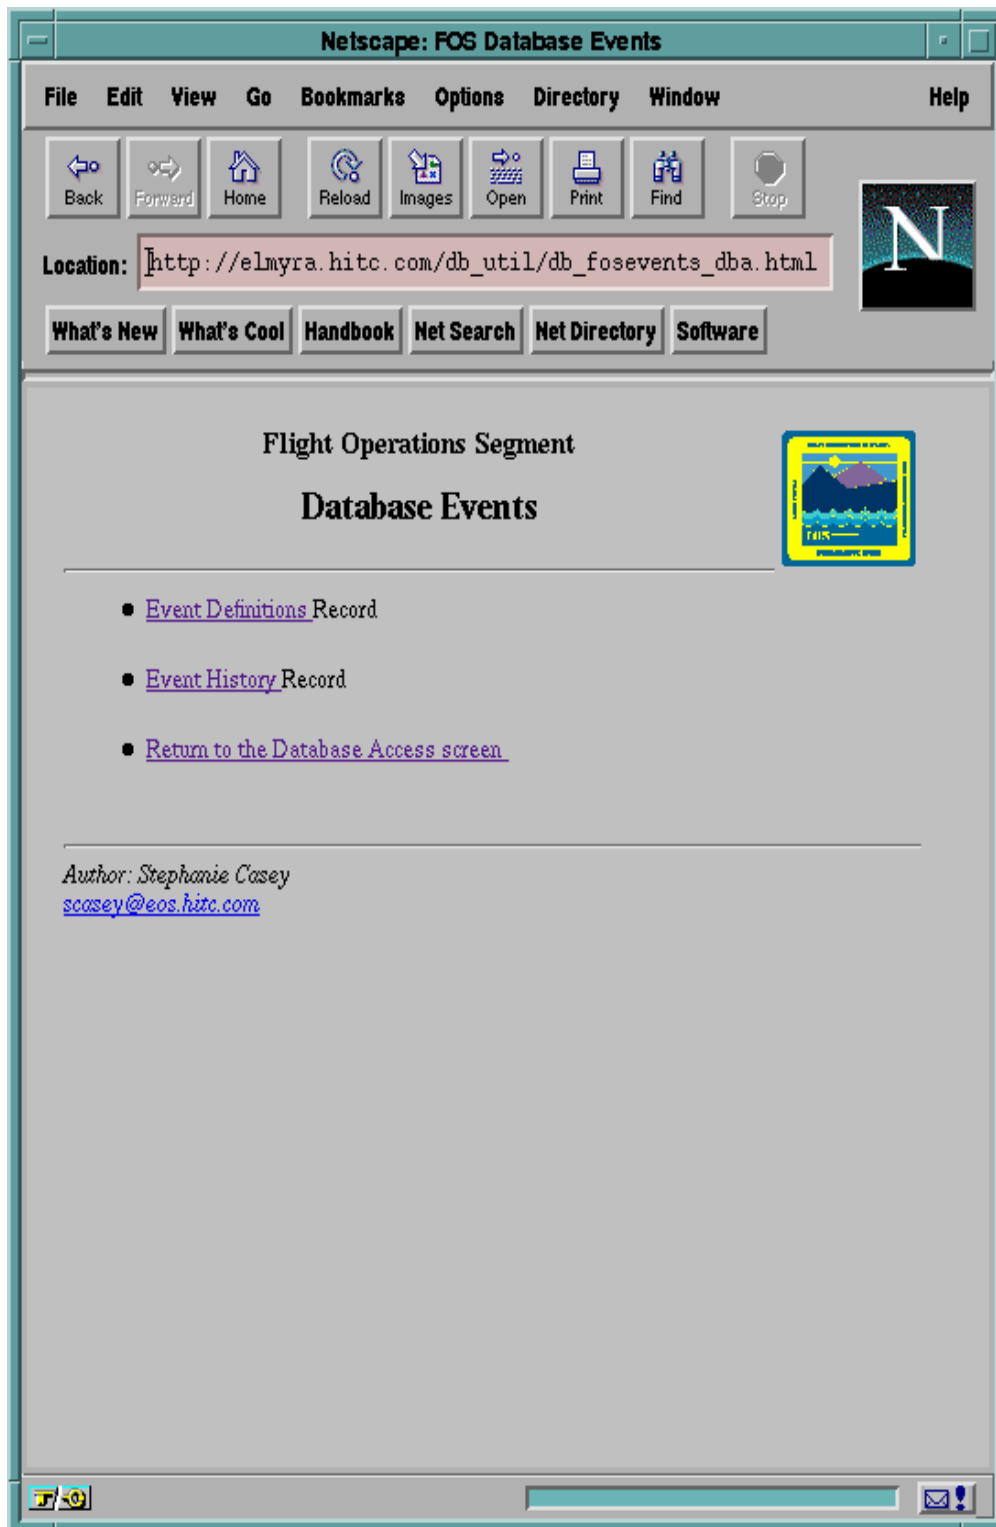 Netscape: FOS Database Events
File Edit View Go Bookmarks Options Directory Window Help
Back Forward Home Reload Images Open Print Find Stop
N
Location: http://elmyra.hitc.com/db_util/db_fosevents_dba.html
What's New What's Cool Handbook Net Search Net Directory Software
Flight Operations Segment
Database Events
Event Definitions Record
Event History Record
Return to the Database Access screen
Author: Stephanie Casey
scasey@eos.hitc.com